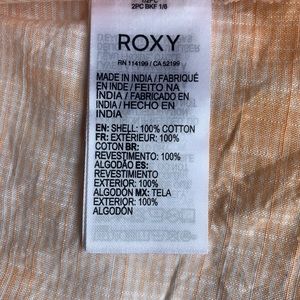 1/2PC
2PC BKF 1/6
ROXY
RN 114199 / CA 52199
MADE IN INDIA / FABRIQUÉ
EN INDE / FEITO NA
INDIA / FABRICADO EN
INDIA / HECHO EN
INDIA
EN: SHELL: 100% COTTON
FR: EXTÉRIEUR: 100%
COTON BR:
REVESTIMENTO: 100%
ALGODÃO ES:
REVESTIMIENTO
EXTERIOR: 100%
ALGODÓN MX: TELA
EXTERIOR: 100%
ALGODÓN